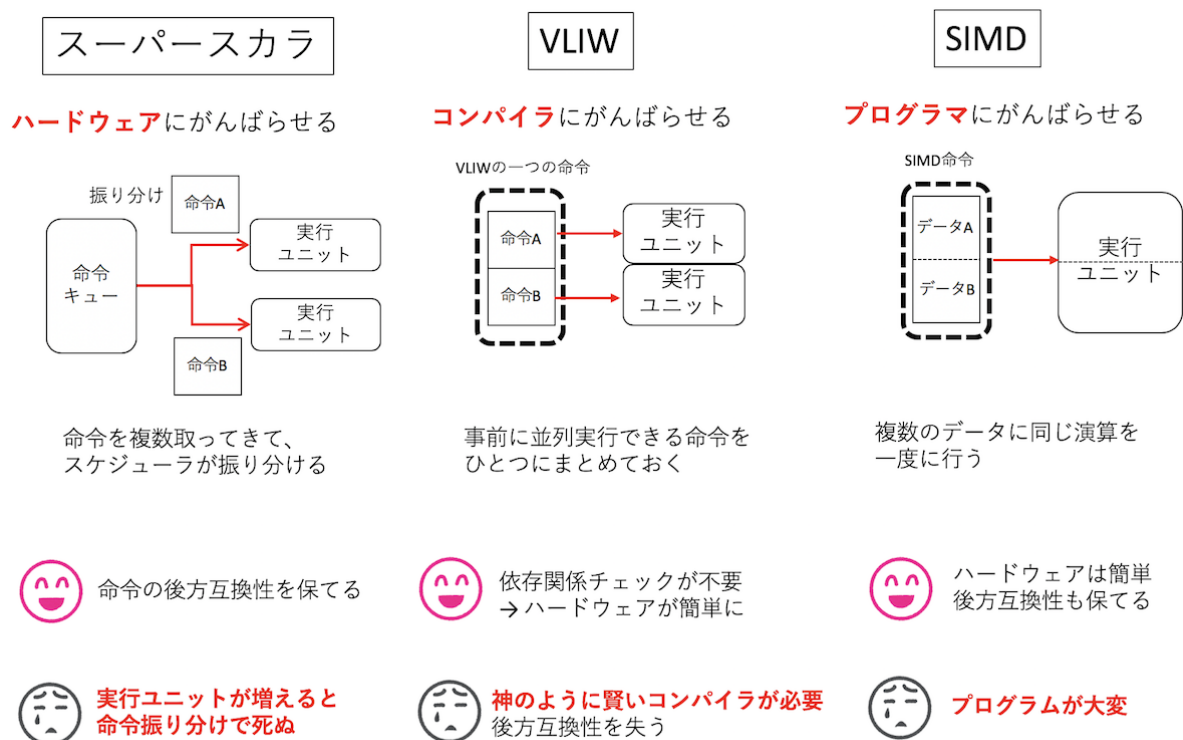 スーパースカラ
ハードウェアにがんばらせる
振り分け
命令A
命令
キュー
実行
ユニット
実行
ユニット
命令B
命令を複数取ってきて、
スケジューラが振り分ける
命令の後方互換性を保てる
実行ユニットが増えると
命令振り分けで死ぬ
VLIW
コンパイラにがんばらせる
VLIWの一つの命令
命令A
命令B
実行
ユニット
実行
ユニット
事前に並列実行できる命令を
ひとつにまとめておく
依存関係チェックが不要
→ハードウェアが簡単に
神のように賢いコンパイラが必要
後方互換性を失う
SIMD
プログラマにがんばらせる
SIMD命令
データA
データB
実行
ユニット
複数のデータに同じ演算を
一度に行う
ハードウェアは簡単
後方互換性も保てる
プログラムが大変